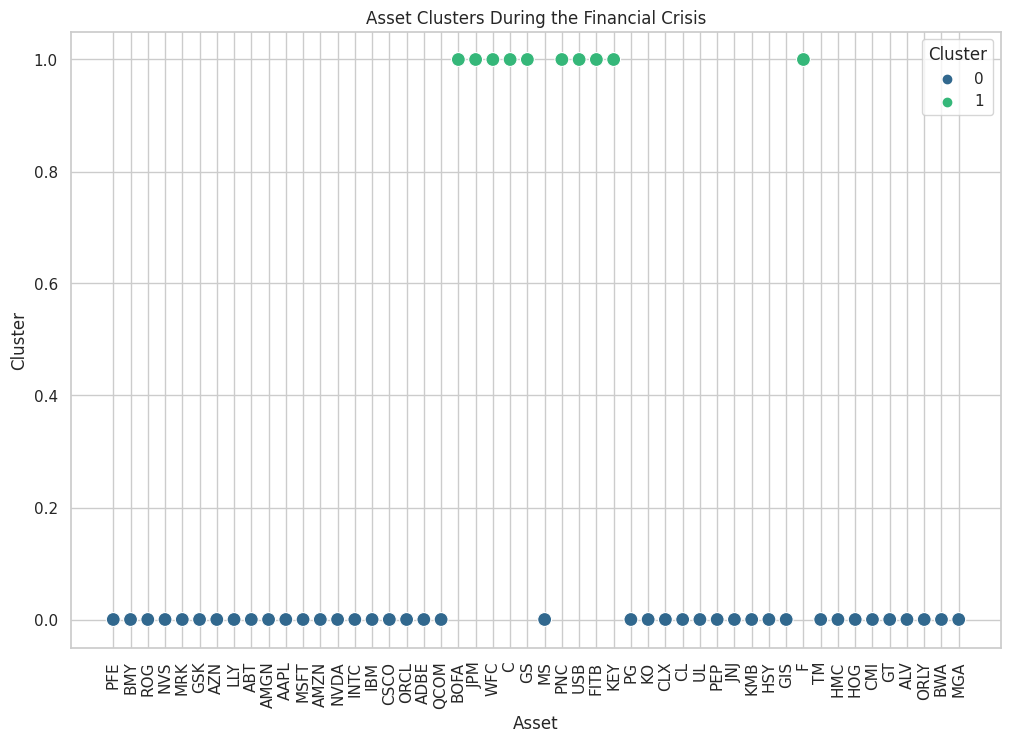 Asset Clusters During the Financial Crisis
Cluster
0
1
1.0
0.8
0.6
0.4
0.2
0.0
Cluster
PFE
BMY
ROG
NVS
MRK
GSK
AZN
LLY
ABT
AMGN
AAPL
MSFT
AMZN
NVDA
INTC
IBM
CSCO
ORCL
ADBE
QCOM
BOFA
JPM
WFC
C
GS
MS
PNC
USB
FITB
KEY
PG
KO
CLX
CL
UL
PEP
JNJ
KMB
HSY
GIS
F
TM
HMC
HOG
CMI
GT
ALV
ORLY
BWA
MGA
Asset